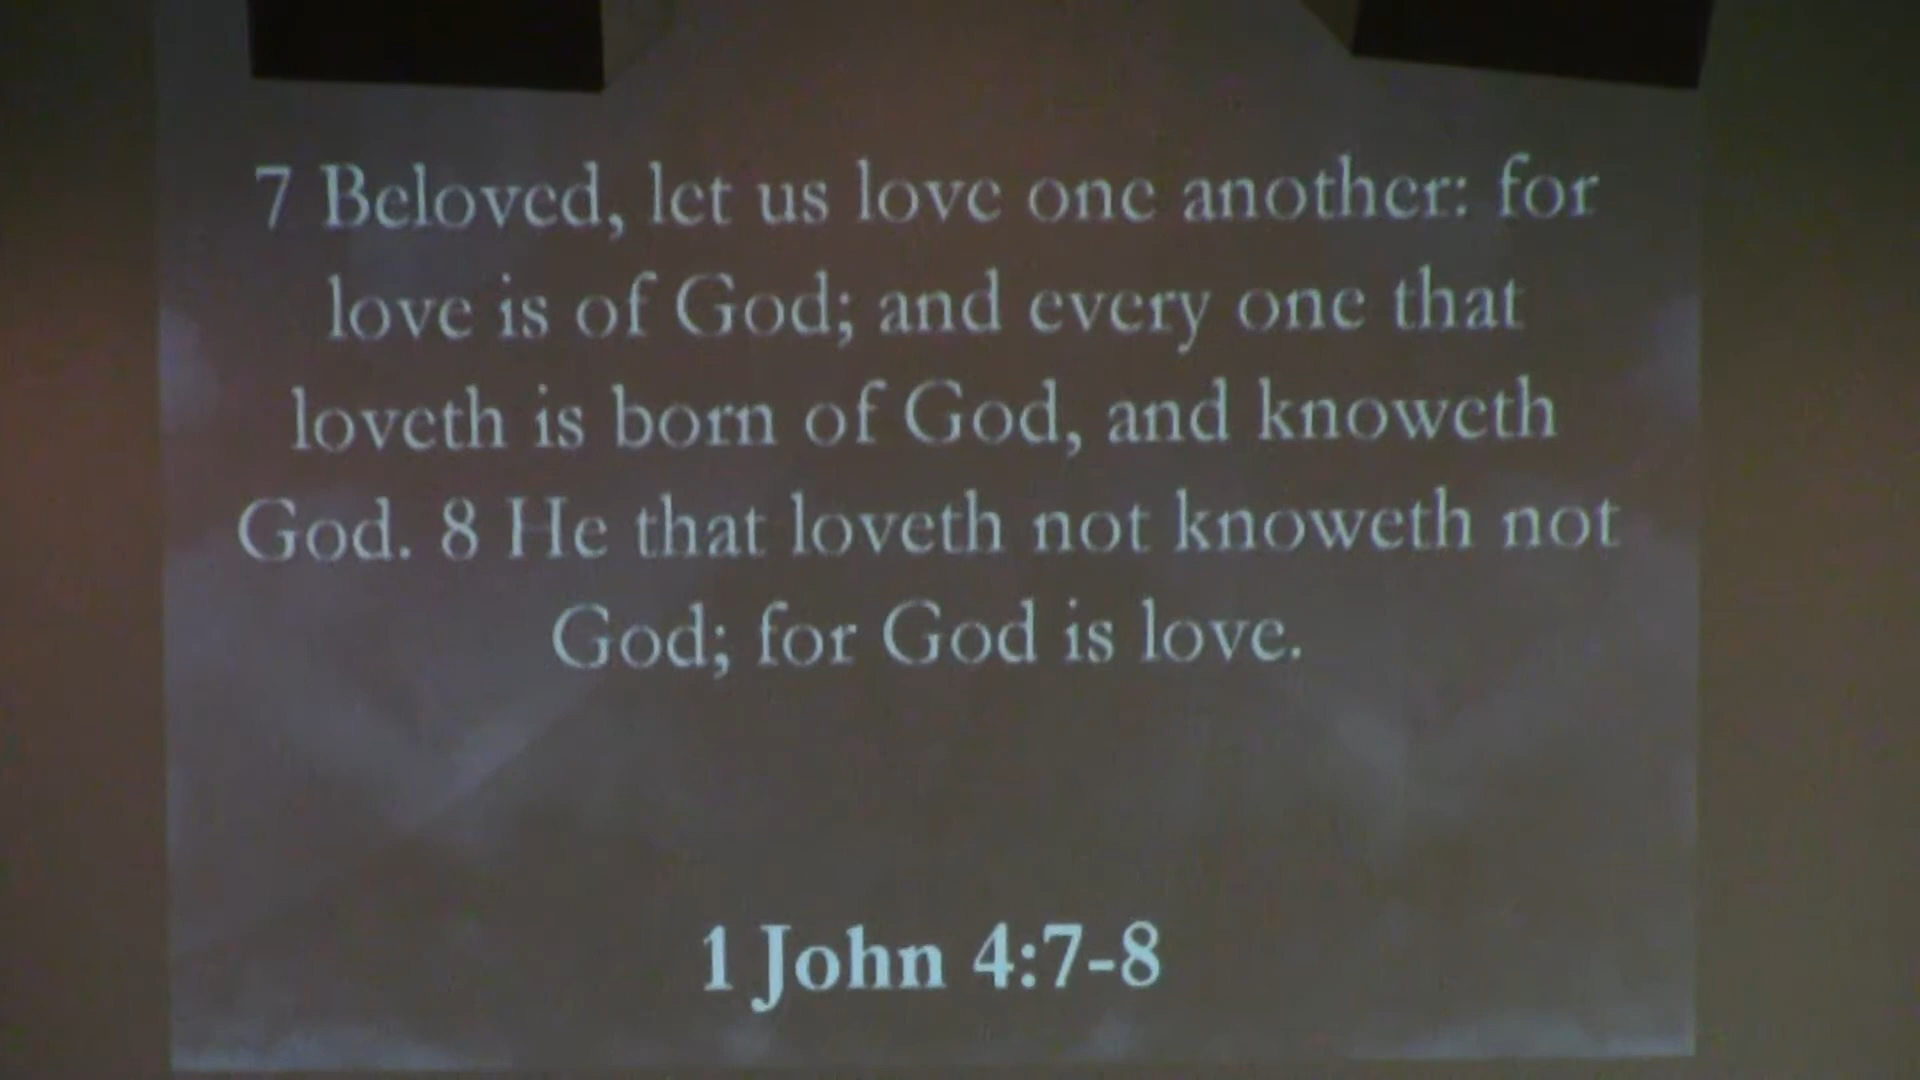 7 Beloved, let us love one another: for
love is of God; and every one that
loveth is born of God, and knoweth
God. 8 He that loveth not knoweth not
God; for God is love.
1 John 4:7-8